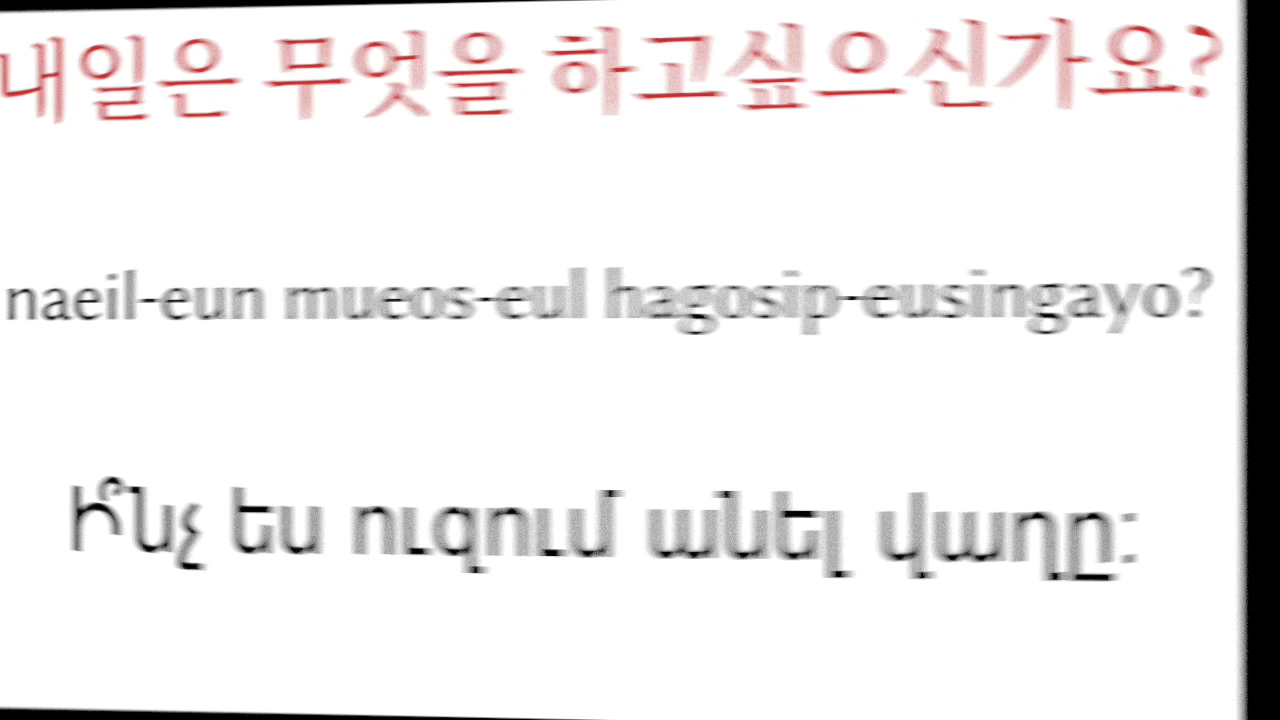 내일은 무엇을 하고싶으신가요?
naeil-eun mueos-eul hagosip-eusingayo?
Ի՞նչ ես ուզում անել վաղը: